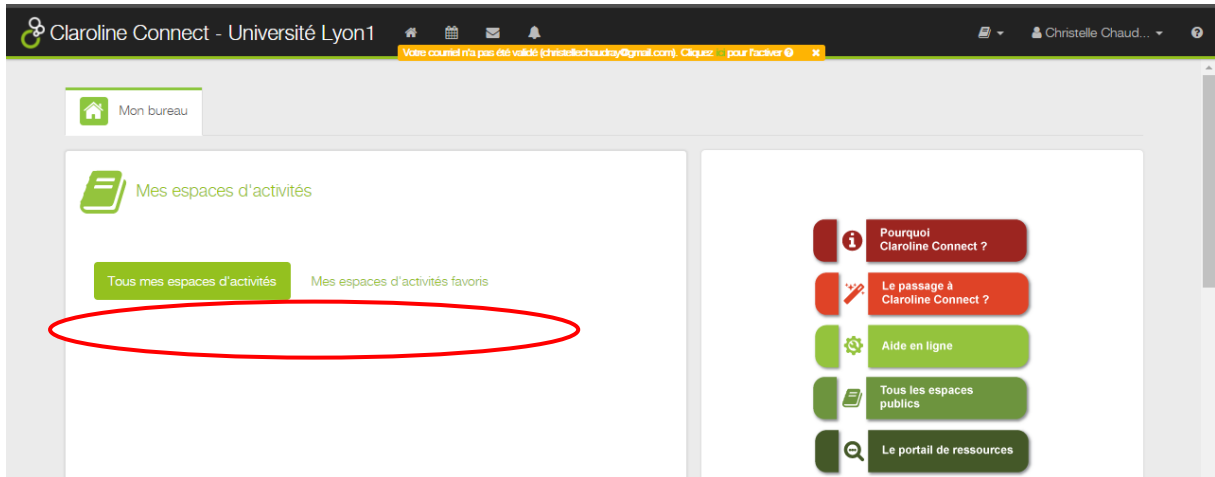 Claroline Connect - Université Lyon1
Christelle Chaud...
Votre courriel n'a pas été validé (christellechaudray@gmail.com). Cliquez ici pour l'activer
Mon bureau
Mes espaces d'activités
Tous mes espaces d'activités
Mes espaces d'activités favoris
Pourquoi
Claroline Connect ?
Le passage à
Claroline Connect ?
Aide en ligne
Tous les espaces
publics
Le portail de ressources